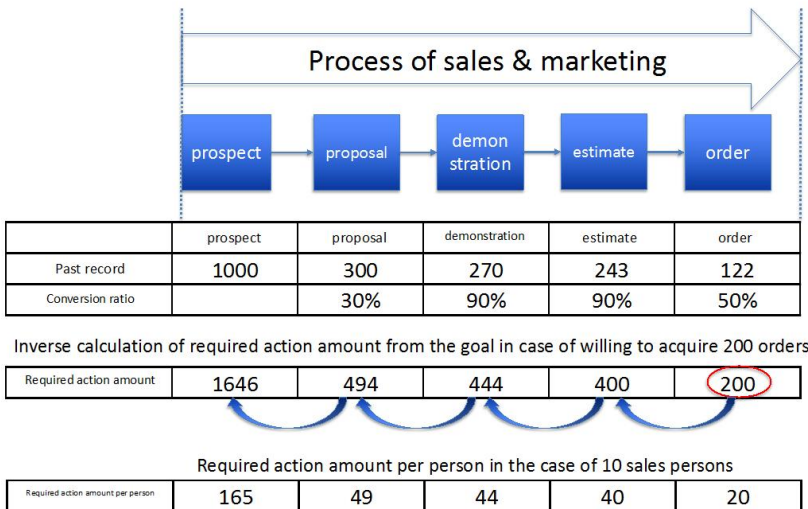 Process of sales & marketing
prospect proposal demon estimate order
stration
prospect proposal demonstration estimate order
Past record 1000 300 270 243 122
Conversion ratio 30% 90% 90% 50%
Inverse calculation of required action amount from the goal in case of willing to acquire 200 orders
Required action amount 1646 494 444 400 200
Required action amount per person in the case of 10 sales persons
Required action amount per person 165 49 44 40 20